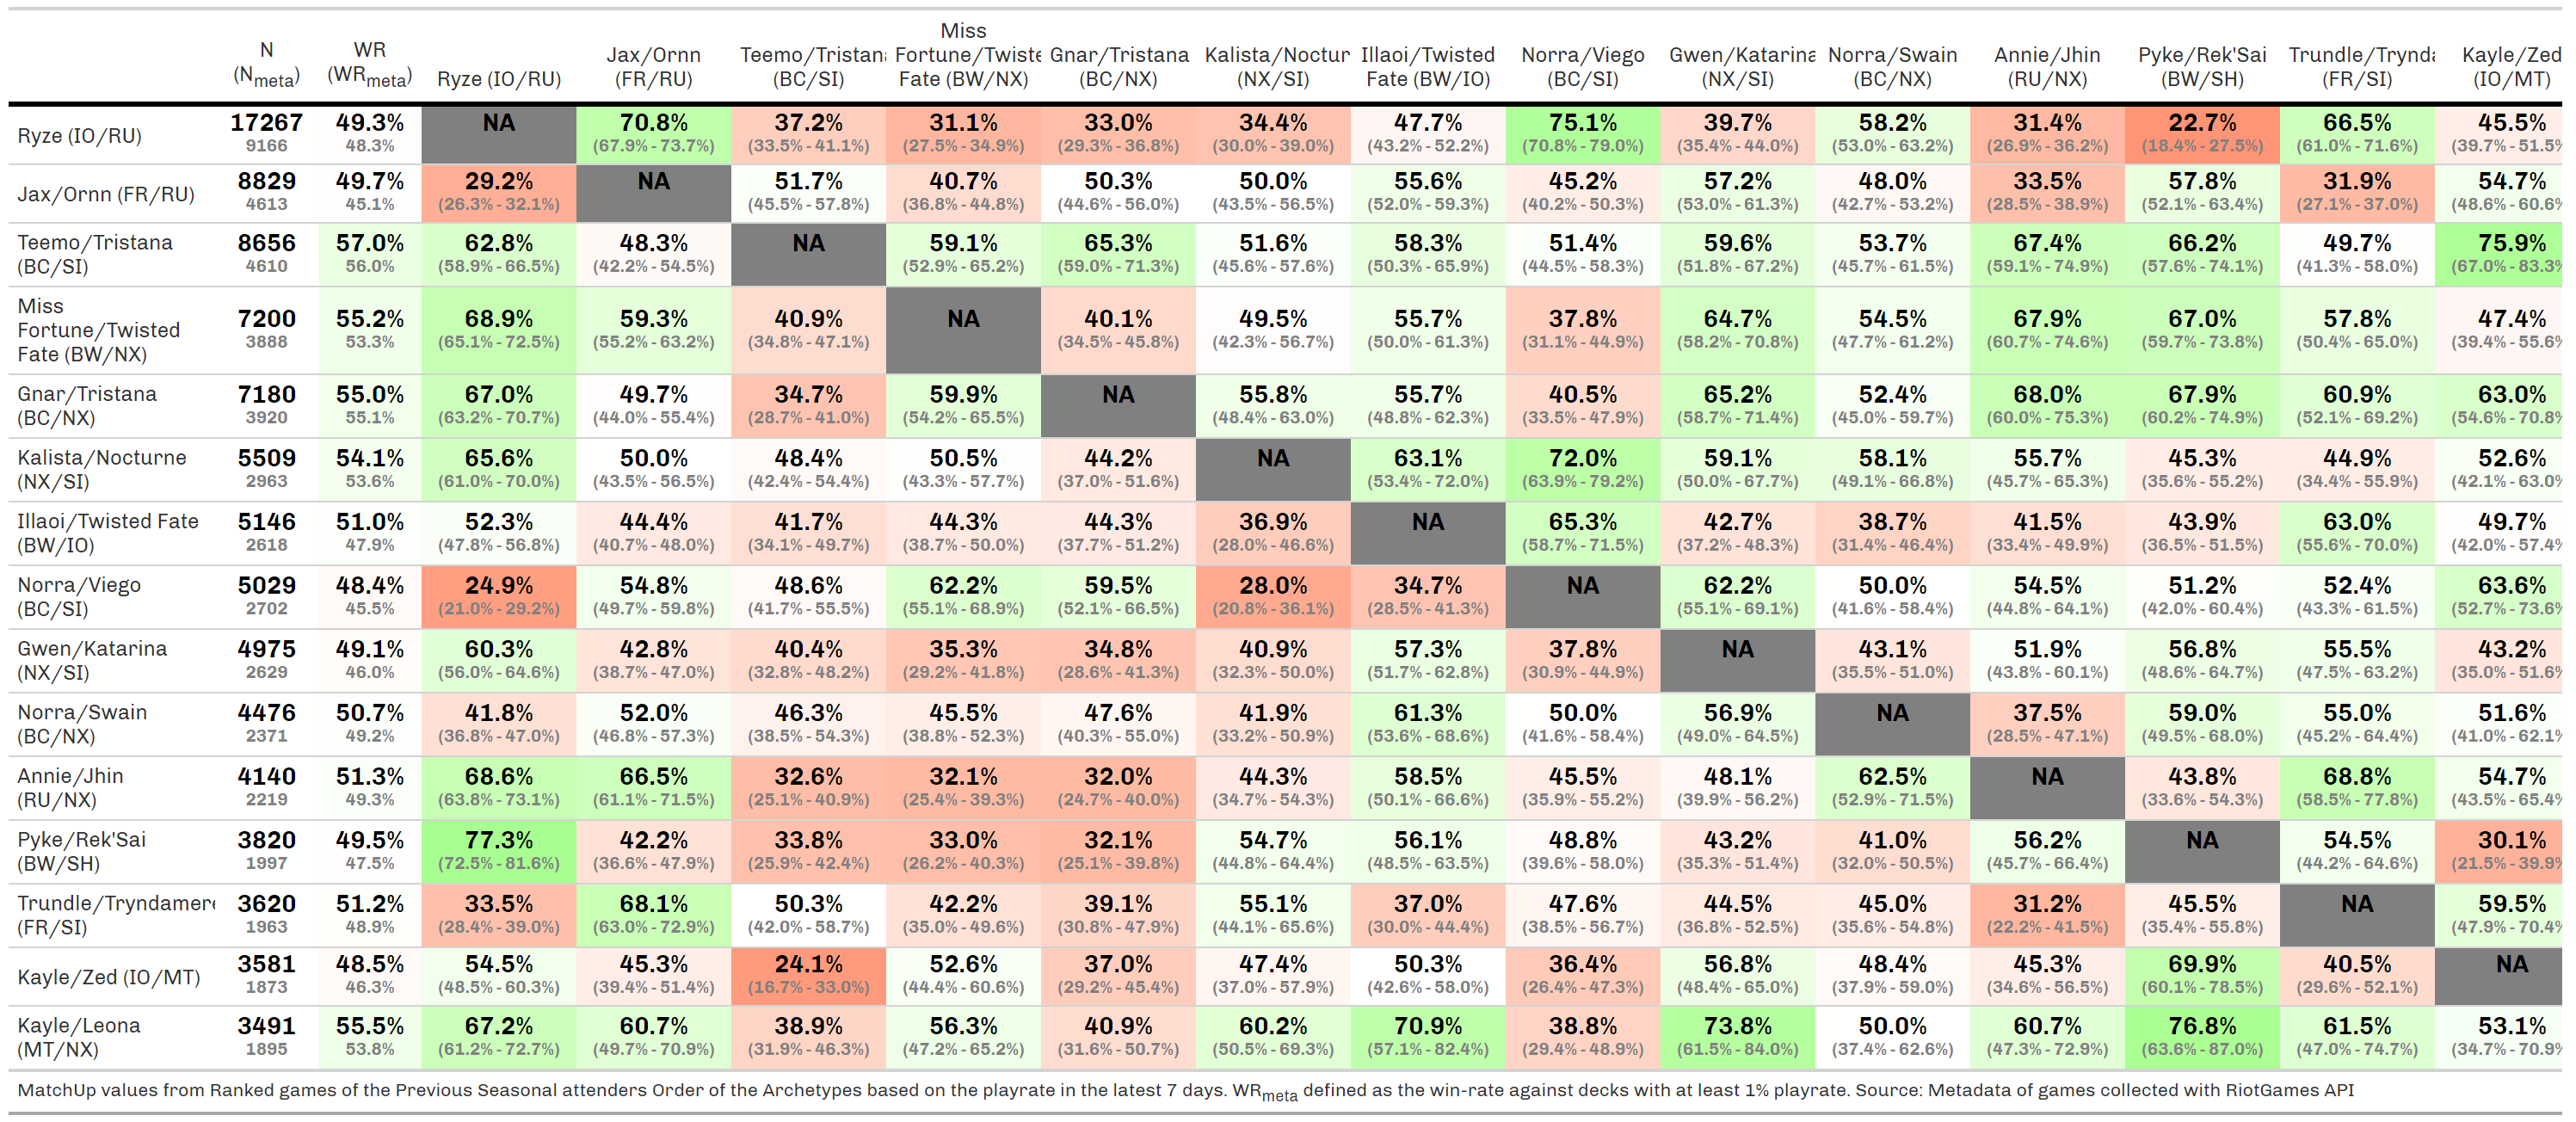 Miss
N WR Jax/Ornn Teemo/Tristana Fortune/Twiste Gnar/Tristana Kalista/Noctur Illaoi/Twisted Norra/Viego Gwen/Katarina Norra/Swain Annie/Jhin Pyke/Rek'Sai Trundle/Trynda Kayle/Zed
(Nmeta) (WRmeta) Ryze (IO/RU) (FR/RU) (BC/SI) Fate (BW/NX) (BC/NX) (NX/SI) Fate (BW/IO) (BC/SI) (NX/SI) (BC/NX) (RU/NX) (BW/SH) (FR/SI) (IO/MT)
Ryze (IO/RU)
17267 49.3% NA 70.8% 37.2% 31.1% 33.0% 34.4% 47.7% 75.1% 39.7% 58.2% 31.4% 22.7% 66.5% 45.5%
9166 48.3% (67.9% - 73.7%) (33.5% - 41.1%) (27.5% - 34.9%) (29.3% - 36.8%) (30.0% - 39.0%) (43.2% - 52.2%) (70.8% - 79.0%) (35.4% - 44.0%) (53.0% - 63.2%) (26.9% - 36.2%) (18.4% - 27.5%) (61.0% - 71.6%) (39.7% - 51.5%
Jax/Ornn (FR/RU)
8829 49.7% 29.2% NA 51.7% 40.7% 50.3% 50.0% 55.6% 45.2% 57.2% 48.0% 33.5% 57.8% 31.9% 54.7%
4613 45.1% (26.3% - 32.1%) (45.5% - 57.8%) (36.8% - 44.8%) (44.6% - 56.0%) (43.5% - 56.5%) (52.0% - 59.3%) (40.2% - 50.3%) (53.0% - 61.3%) (42.7% - 53.2%) (28.5% - 38.9%) (52.1% - 63.4%) (27.1% - 37.0%) (48.6% - 60.6%
Teemo/Tristana 8656 57.0% 62.8% 48.3% NA 59.1% 65.3% 51.6% 58.3% 51.4% 59.6% 53.7% 67.4% 66.2% 49.7% 75.9%
(BC/SI) 4610 56.0% (58.9% - 66.5%) (42.2% - 54.5%) (52.9% - 65.2%) (59.0% - 71.3%) (45.6% - 57.6%) (50.3% - 65.9%) (44.5% - 58.3%) (51.8% - 67.2%) (45.7% - 61.5%) (59.1% - 74.9%) (57.6% - 74.1%) (41.3% - 58.0%) (67.0% - 83.3%
Miss
Fortune/Twisted
Fate (BW/NX)
7200 55.2% 68.9% 59.3% 40.9% NA 40.1% 49.5% 55.7% 37.8% 64.7% 54.5% 67.9% 67.0% 57.8% 47.4%
3888 53.3% (65.1% - 72.5%) (55.2% - 63.2%) (34.8% - 47.1%) (34.5% - 45.8%) (42.3% - 56.7%) (50.0% - 61.3%) (31.1% - 44.9%) (58.2% - 70.8%) (47.7% - 61.2%) (60.7% - 74.6%) (59.7% - 73.8%) (50.4% - 65.0%) (39.4% - 55.6%
Gnar/Tristana 7180 55.0% 67.0% 49.7% 34.7% 59.9% NA 55.8% 55.7% 40.5% 65.2% 52.4% 68.0% 67.9% 60.9% 63.0%
(BC/NX) 3920 55.1% (63.2% - 70.7%) (44.0% - 55.4%) (28.7% - 41.0%) (54.2% - 65.5%) (48.4% - 63.0%) (48.8% - 62.3%) (33.5% - 47.9%) (58.7% - 71.4%) (45.0% - 59.7%) (60.0% - 75.3%) (60.2% - 74.9%) (52.1% - 69.2%) (54.6% - 70.8%
Kalista/Nocturne 5509 54.1% 65.6% 50.0% 48.4% 50.5% 44.2% NA 63.1% 72.0% 59.1% 58.1% 55.7% 45.3% 44.9% 52.6%
(NX/SI) 2963 53.6% (61.0% - 70.0%) (43.5% - 56.5%) (42.4% - 54.4%) (43.3% - 57.7%) (37.0% - 51.6%) (53.4% - 72.0%) (63.9% - 79.2%) (50.0% - 67.7%) (49.1% - 66.8%) (45.7% - 65.3%) (35.6% - 55.2%) (34.4% - 55.9%) (42.1% - 63.0%
Illaoi/Twisted Fate 5146 51.0% 52.3% 44.4% 41.7% 44.3% 44.3% 36.9% NA 65.3% 42.7% 38.7% 41.5% 43.9% 63.0% 49.7%
(BW/IO) 2618 47.9% (47.8% - 56.8%) (40.7% - 48.0%) (34.1% - 49.7%) (38.7% - 50.0%) (37.7% - 51.2%) (28.0% - 46.6%) (58.7% - 71.5%) (37.2% - 48.3%) (31.4% - 46.4%) (33.4% - 49.9%) (36.5% - 51.5%) (55.6% - 70.0%) (42.0% - 57.4%
Norra/Viego 5029 48.4% 24.9% 54.8% 48.6% 62.2% 59.5% 28.0% 34.7% NA 62.2% 50.0% 54.5% 51.2% 52.4% 63.6%
(BC/SI) 2702 45.5% (21.0% - 29.2%) (49.7% - 59.8%) (41.7% - 55.5%) (55.1% - 68.9%) (52.1% - 66.5%) (20.8% - 36.1%) (28.5% - 41.3%) (55.1% - 69.1%) (41.6% - 58.4%) (44.8% - 64.1%) (42.0% - 60.4%) (43.3% - 61.5%) (52.7% - 73.6%
Gwen/Katarina 4975 49.1% 60.3% 42.8% 40.4% 35.3% 34.8% 40.9% 57.3% 37.8% NA 43.1% 51.9% 56.8% 55.5% 43.2%
(NX/SI) 2629 46.0% (56.0% - 64.6%) (38.7% - 47.0%) (32.8% - 48.2%) (29.2% - 41.8%) (28.6% - 41.3%) (32.3% - 50.0%) (51.7% - 62.8%) (30.9% - 44.9%) (35.5% - 51.0%) (43.8% - 60.1%) (48.6% - 64.7%) (47.5% - 63.2%) (35.0% - 51.6%
Norra/Swain 4476 50.7% 41.8% 52.0% 46.3% 45.5% 47.6% 41.9% 61.3% 50.0% 56.9% NA 37.5% 59.0% 55.0% 51.6%
(BC/NX) 2371 49.2% (36.8% - 47.0%) (46.8% - 57.3%) (38.5% - 54.3%) (38.8% - 52.3%) (40.3% - 55.0%) (33.2% - 50.9%) (53.6% - 68.6%) (41.6% - 58.4%) (49.0% - 64.5%) (28.5% - 47.1%) (49.5% - 68.0%) (45.2% - 64.4%) (41.0% - 62.1%
Annie/Jhin 4140 51.3% 68.6% 66.5% 32.6% 32.1% 32.0% 44.3% 58.5% 45.5% 48.1% 62.5% NA 43.8% 68.8% 54.7%
(RU/NX) 2219 49.3% (63.8% - 73.1%) (61.1% - 71.5%) (25.1% - 40.9%) (25.4% - 39.3%) (24.7% - 40.0%) (34.7% - 54.3%) (50.1% - 66.6%) (35.9% - 55.2%) (39.9% - 56.2%) (52.9% - 71.5%) (33.6% - 54.3%) (58.5% - 77.8%) (43.5% - 65.4%
Pyke/Rek'Sai 3820 49.5% 77.3% 42.2% 33.8% 33.0% 32.1% 54.7% 56.1% 48.8% 43.2% 41.0% 56.2% NA 54.5% 30.1%
(BW/SH) 1997 47.5% (72.5% - 81.6%) (36.6% - 47.9%) (25.9% - 42.4%) (26.2% - 40.3%) (25.1% - 39.8%) (44.8% - 64.4%) (48.5% - 63.5%) (39.6% - 58.0%) (35.3% - 51.4%) (32.0% - 50.5%) (45.7% - 66.4%) (44.2% - 64.6%) (21.5% - 39.9%
Trundle/Tryndamere 3620 51.2% 33.5% 68.1% 50.3% 42.2% 39.1% 55.1% 37.0% 47.6% 44.5% 45.0% 31.2% 45.5% NA 59.5%
(FR/SI) 1963 48.9% (28.4% - 39.0%) (63.0% - 72.9%) (42.0% - 58.7%) (35.0% - 49.6%) (30.8% - 47.9%) (44.1% - 65.6%) (30.0% - 44.4%) (38.5% - 56.7%) (36.8% - 52.5%) (35.6% - 54.8%) (22.2% - 41.5%) (35.4% - 55.8%) (47.9% - 70.4%
Kayle/Zed (IO/MT)
3581 48.5% 54.5% 45.3% 24.1% 52.6% 37.0% 47.4% 50.3% 36.4% 56.8% 48.4% 45.3% 69.9% 40.5% NA
1873 46.3% (48.5% - 60.3%) (39.4% - 51.4%) (16.7% - 33.0%) (44.4% - 60.6%) (29.2% - 45.4%) (37.0% - 57.9%) (42.6% - 58.0%) (26.4% - 47.3%) (48.4% - 65.0%) (37.9% - 59.0%) (34.6% - 56.5%) (60.1% - 78.5%) (29.6% - 52.1%)
Kayle/Leona 3491 55.5% 67.2% 60.7% 38.9% 56.3% 40.9% 60.2% 70.9% 38.8% 73.8% 50.0% 60.7% 76.8% 61.5% 53.1%
(MT/NX) 1895 53.8% (61.2% - 72.7%) (49.7% - 70.9%) (31.9% - 46.3%) (47.2% - 65.2%) (31.6% - 50.7%) (50.5% - 69.3%) (57.1% - 82.4%) (29.4% - 48.9%) (61.5% - 84.0%) (37.4% - 62.6%) (47.3% - 72.9%) (63.6% - 87.0%) (47.0% - 74.7%) (34.7% - 70.9%
MatchUp values from Ranked games of the Previous Seasonal attenders Order of the Archetypes based on the playrate in the latest 7 days. WRmeta defined as the win-rate against decks with at least 1% playrate. Source: Metadata of games collected with RiotGames API